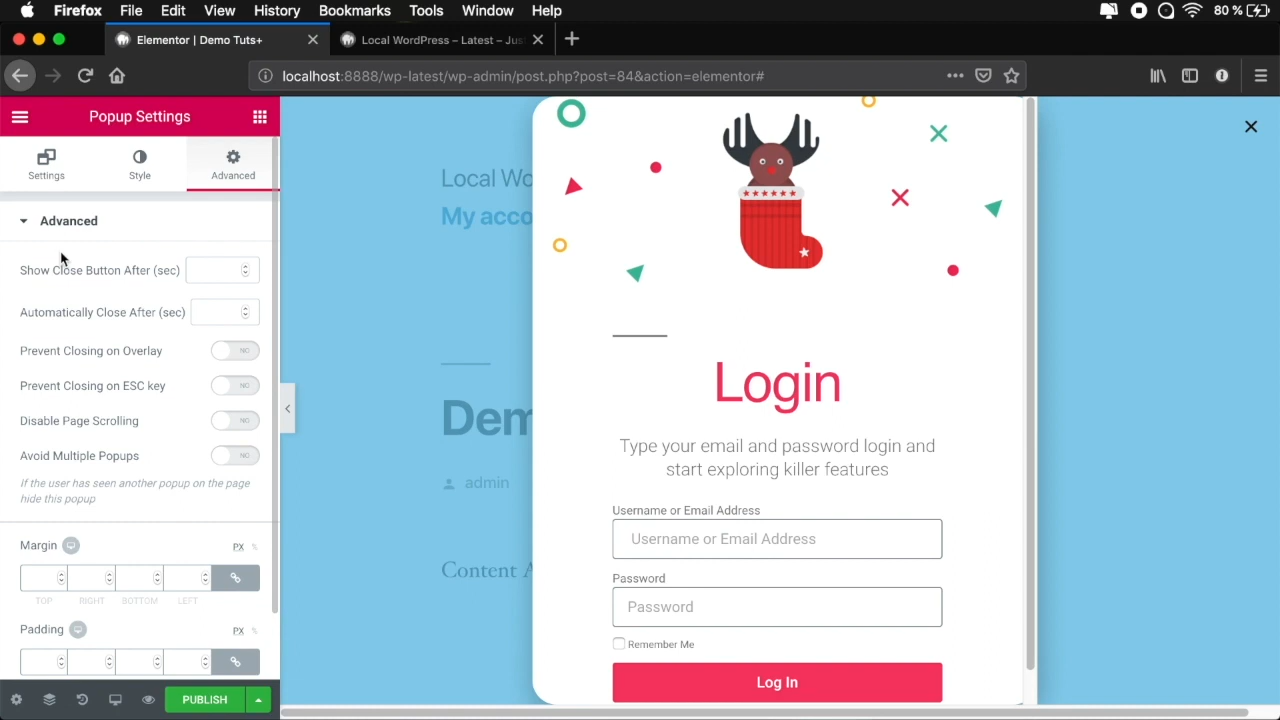 Firefox File Edit View History Bookmarks Tools Window Help 80 %
Elementor | Demo Tuts+
Local WordPress – Latest – Jus
localhost:8888/wp-latest/wp-admin/post.php?post=84&action=elementor#
Popup Settings
Settings Style Advanced
Advanced
Show Close Button After (sec)
Automatically Close After (sec)
Prevent Closing on Overlay NO
Prevent Closing on ESC key NO
Disable Page Scrolling NO
Avoid Multiple Popups NO
If the user has seen another popup on the page
hide this popup
Margin PX %
TOP RIGHT BOTTOM LEFT
Padding PX %
PUBLISH
Local Wo
My acco
Dem
admin
Content A
Login
Type your email and password login and
start exploring killer features
Username or Email Address
Username or Email Address
Password
Password
Remember Me
Log In